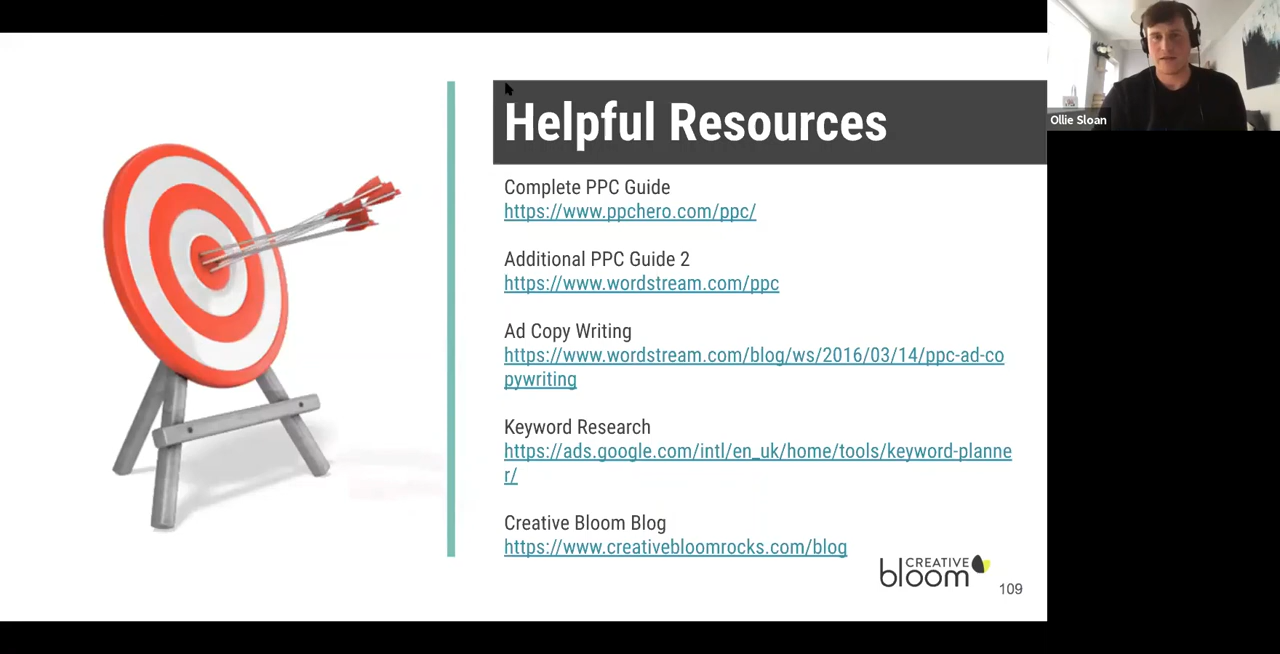 Helpful Resources
Complete PPC Guide
https://www.ppchero.com/ppc/
Additional PPC Guide 2
https://www.wordstream.com/ppc
Ad Copy Writing
https://www.wordstream.com/blog/ws/2016/03/14/ppc-ad-co
pywriting
Keyword Research
https://ads.google.com/intl/en_uk/home/tools/keyword-planne
r/
Creative Bloom Blog
https://www.creativebloomrocks.com/blog
CREATIVE
bloom
109
Ollie Sloan